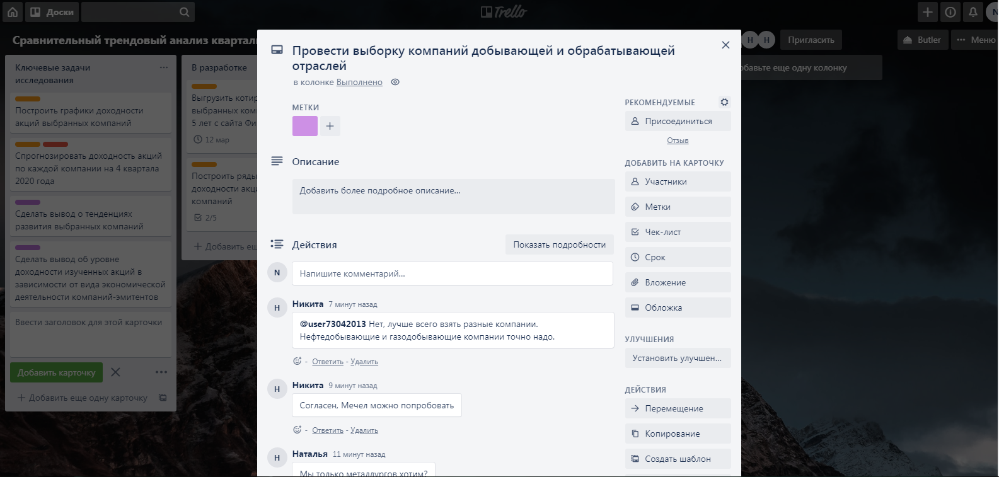 Доски
Trello
N
Сравнительный трендовый анализ
Н
Н
Пригласить
Butler
Меню
Ключевые задачи
исследования
Построить графики доходности
акций выбранных компаний
Спрогнозировать доходность акций
по каждой компании на 4 квартала
2020 года
Сделать вывод о тенденциях
развития выбранных компаний
Сделать вывод об уровне
доходности изученных акций в
зависимости от вида экономической
деятельности компаний-эмитентов
Ввести заголовок для этой карточки
Добавить карточку
Добавить еще одну карточку
В разработке
Выгрузить
выбранных
5 лет с сайта
12 мар
Построить ряды
доходности
компаний
2/5
Добавить
еще одну колонку
Провести выборку компаний добывающей и обрабатывающей
отраслей
в колонке Выполнено
МЕТКИ
Описание
Добавить более подробное описание...
Действия
Показать подробности
N
Напишите комментарий...
Н
Никита 7 минут назад
@user73042013 Нет, лучше всего взять разные компании.
Нефтедобывающие и газодобывающие компании точно надо.
- Ответить - Удалить
Н
Никита 9 минут назад
Согласен, Мечел можно попробовать
- Ответить - Удалить
Н
Наталья 11 минут назад
Мы только металлургов хотим?
РЕКОМЕНДУЕМЫЕ
Присоединиться
Отзыв
ДОБАВИТЬ НА КАРТОЧКУ
Участники
Метки
Чек-лист
Срок
Вложение
Обложка
УЛУЧШЕНИЯ
Установить улучшен...
ДЕЙСТВИЯ
Перемещение
Копирование
Создать шаблон